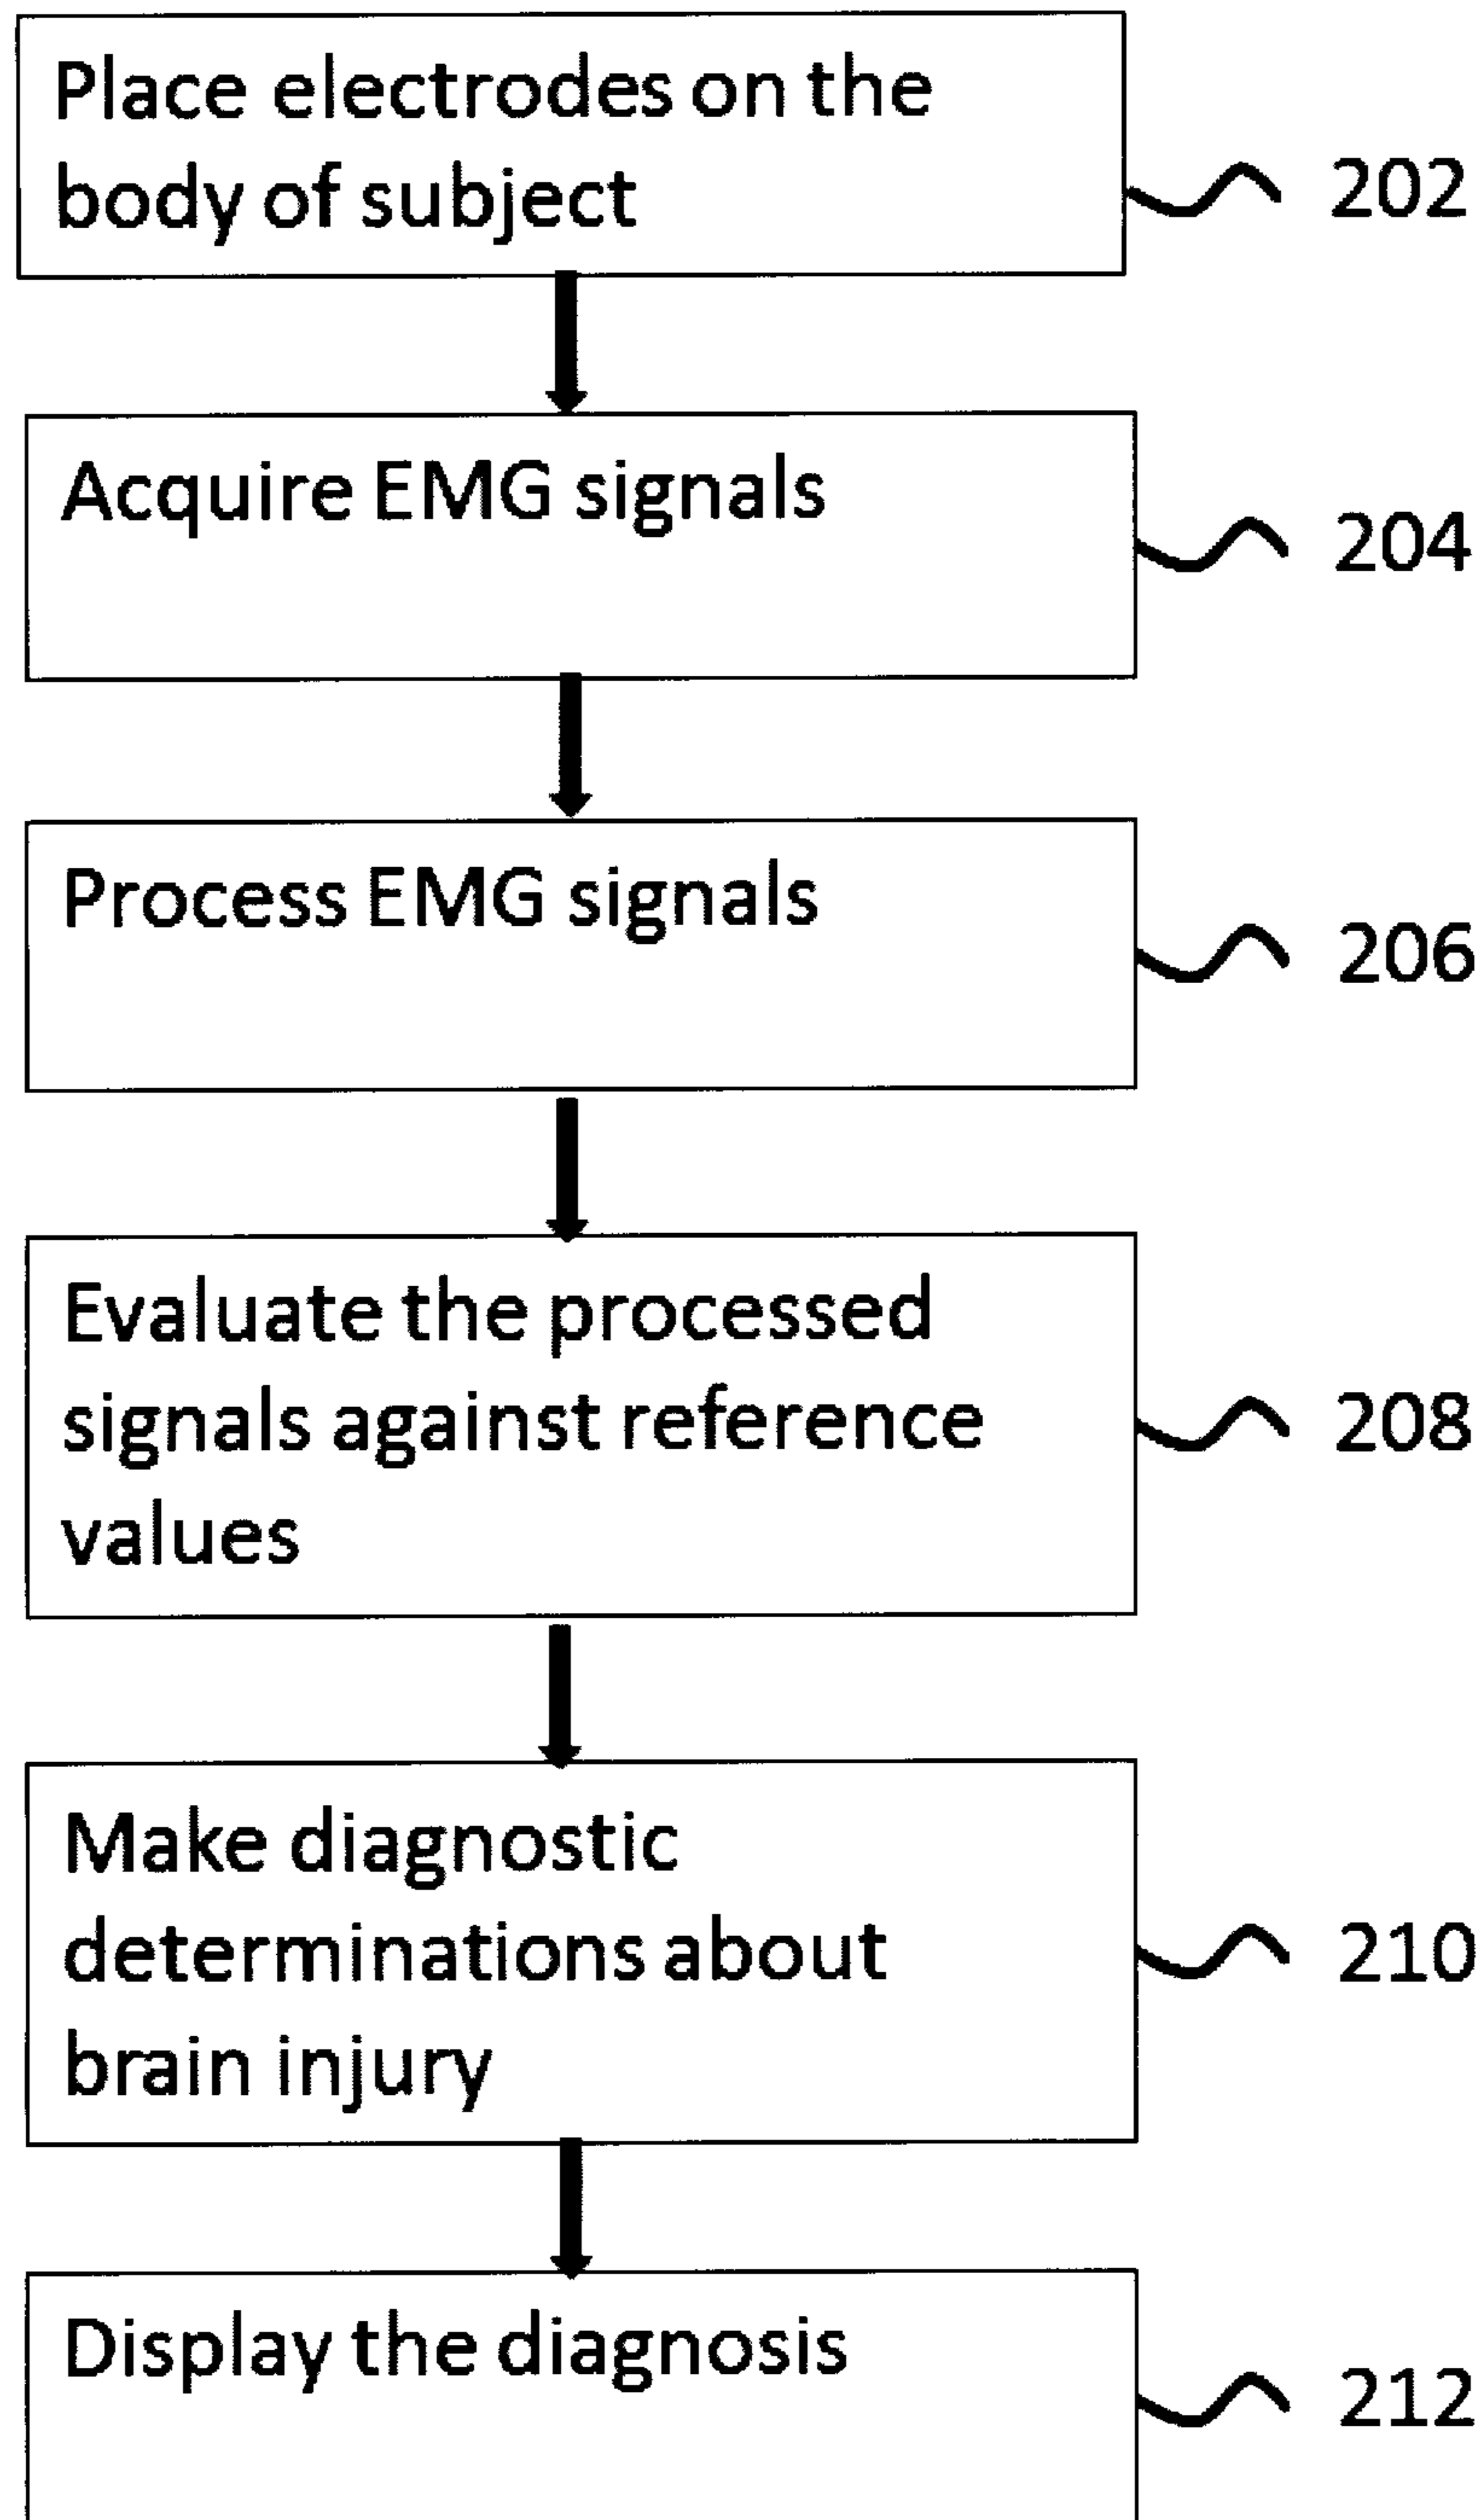 Place electrodes on the
body of subject
202
Acquire EMG signals
204
Process EMG signals
206
Evaluate the processed
signals against reference
values
208
Make diagnostic
determinations about
brain injury
210
Display the diagnosis
212